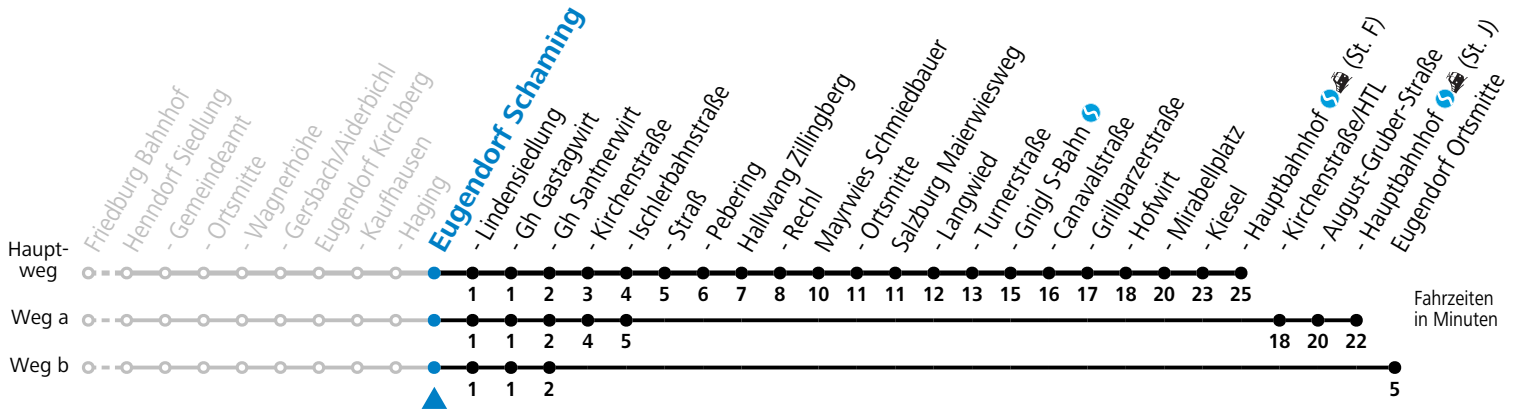 Friedburg Bahnhof
Henndorf Siedlung
- Gemeindeamt
- Ortsmitte
- Wagnerhöhe
- Gersbach/Aiderbichl
Eugendorf Kirchberg
- Kaufhausen
- Haging
Eugendorf Schaming
- Lindensiedlung
- Gh Gastagwirt
- Gh Santnerwirt
- Kirchenstraße
- Ischlerbahnstraße
- Straß
- Pebering
Hallwang Zillingberg
- Rechl
Mayrwies Schmiedbauer
- Ortsmitte
Salzburg Maierwiesweg
- Langwied
- Turnerstraße
- Gnigl S-Bahn
- Canavalstraße
- Grillparzerstraße
- Hofwirt
- Mirabellplatz
- Kiesel
- Hauptbahnhof (St. F)
- Kirchenstraße/HTL
- August-Gruber-Straße
- Hauptbahnhof (St. J)
Eugendorf Ortsmitte
Haupt-
weg
1 1 2 3 4 5 6 7 8 10 11 11 12 13 15 16 17 18 20 23 25
Weg a
1 1 2 4 5 18 20 22
Weg b
1 1 2 5
Fahrzeiten
in Minuten